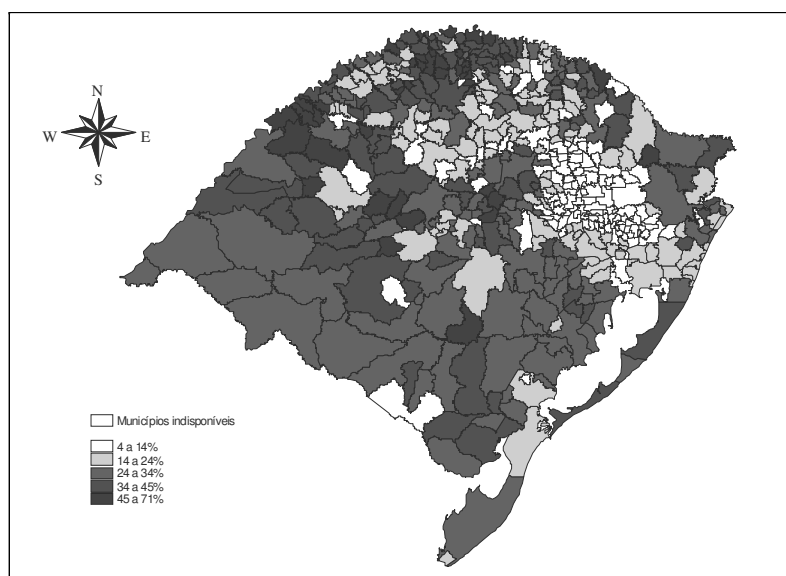 N
W E
S
Municípios indisponíveis
4 a 14%
14 a 24%
24 a 34%
34 a 45%
45 a 71%